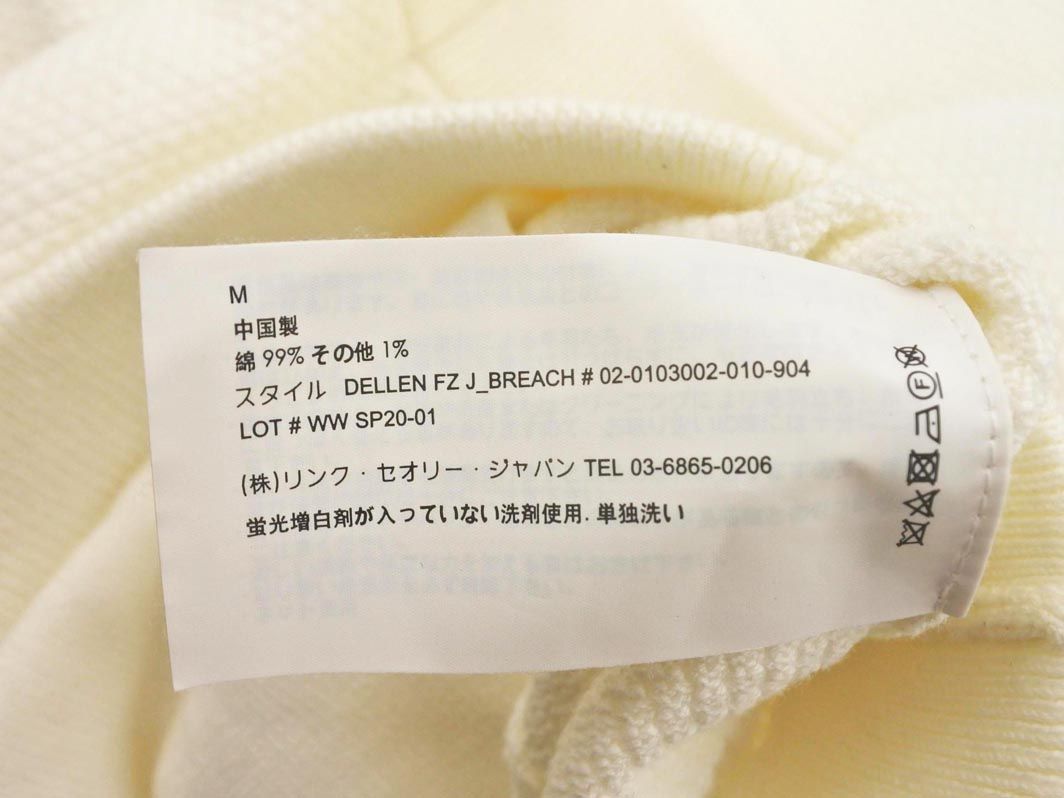 M
中国製
綿 99% その他 1%
スタイル DELLEN FZ J_BREACH # 02-0103002-010-904
LOT # WW SP20-01
(株)リンク・セオリー・ジャパン TEL 03-6865-0206
蛍光増白剤が入っていない洗剤使用. 単独洗い
F